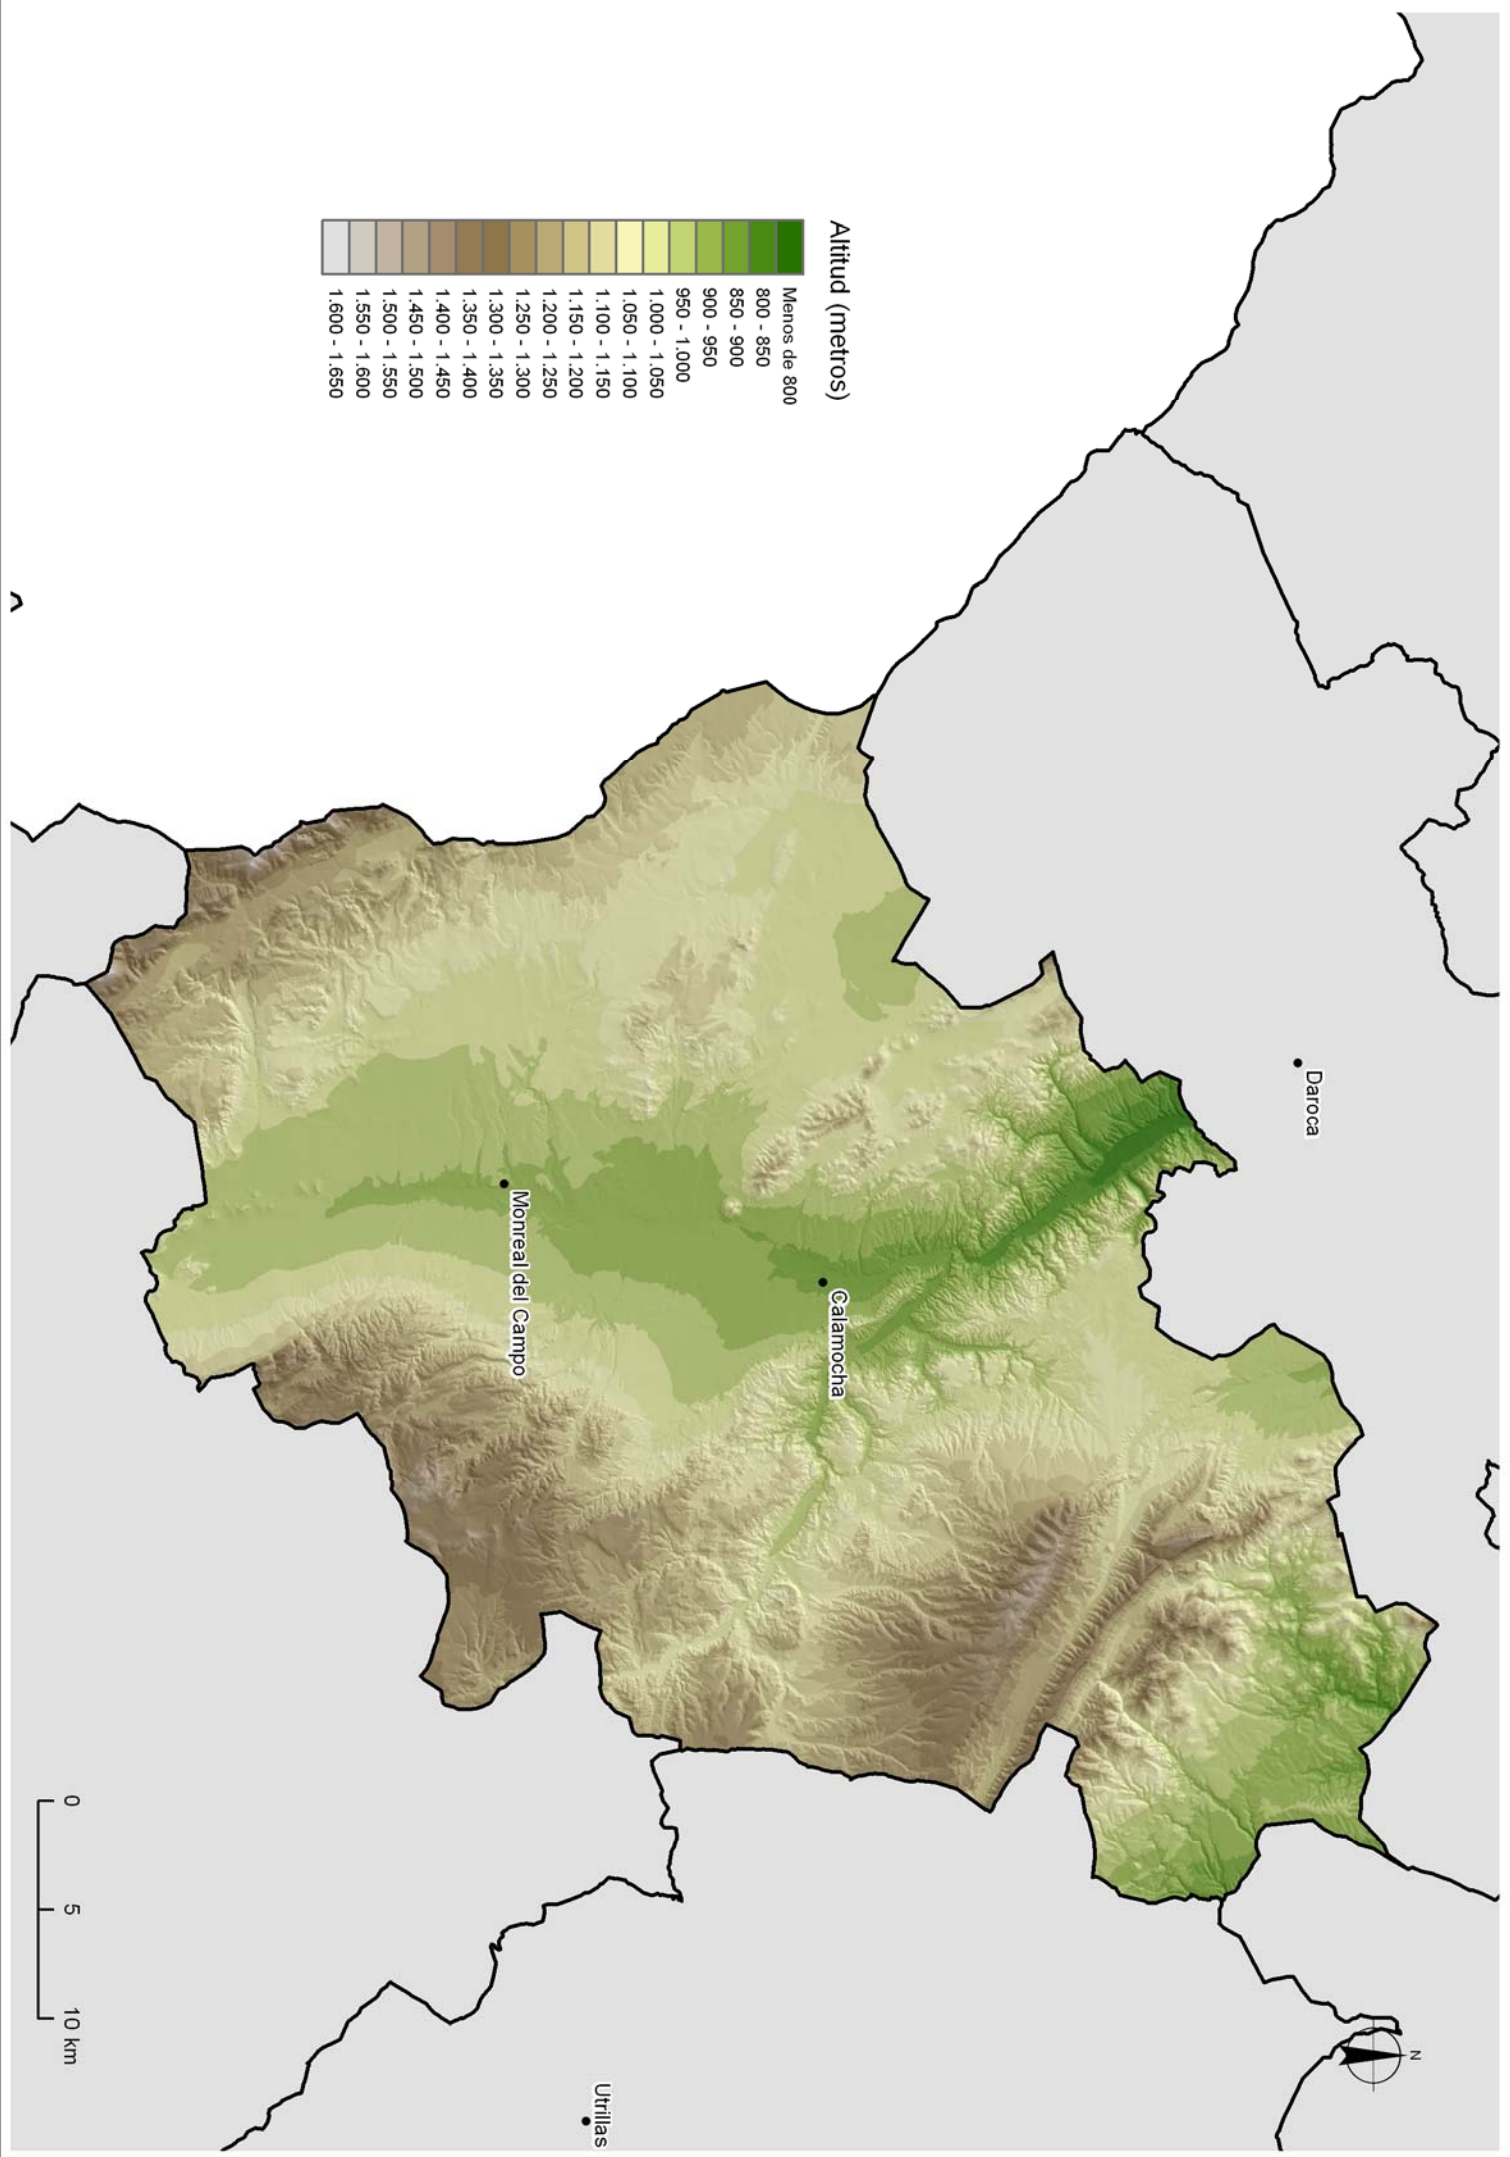 N
Daroca
Calamocha
Monreal del Campo
Utrillas
Altitud (metros)
Menos de 800
800 - 850
850 - 900
900 - 950
950 - 1.000
1.000 - 1.050
1.050 - 1.100
1.100 - 1.150
1.150 - 1.200
1.200 - 1.250
1.250 - 1.300
1.300 - 1.350
1.350 - 1.400
1.400 - 1.450
1.450 - 1.500
1.500 - 1.550
1.550 - 1.600
1.600 - 1.650
0 5 10 km